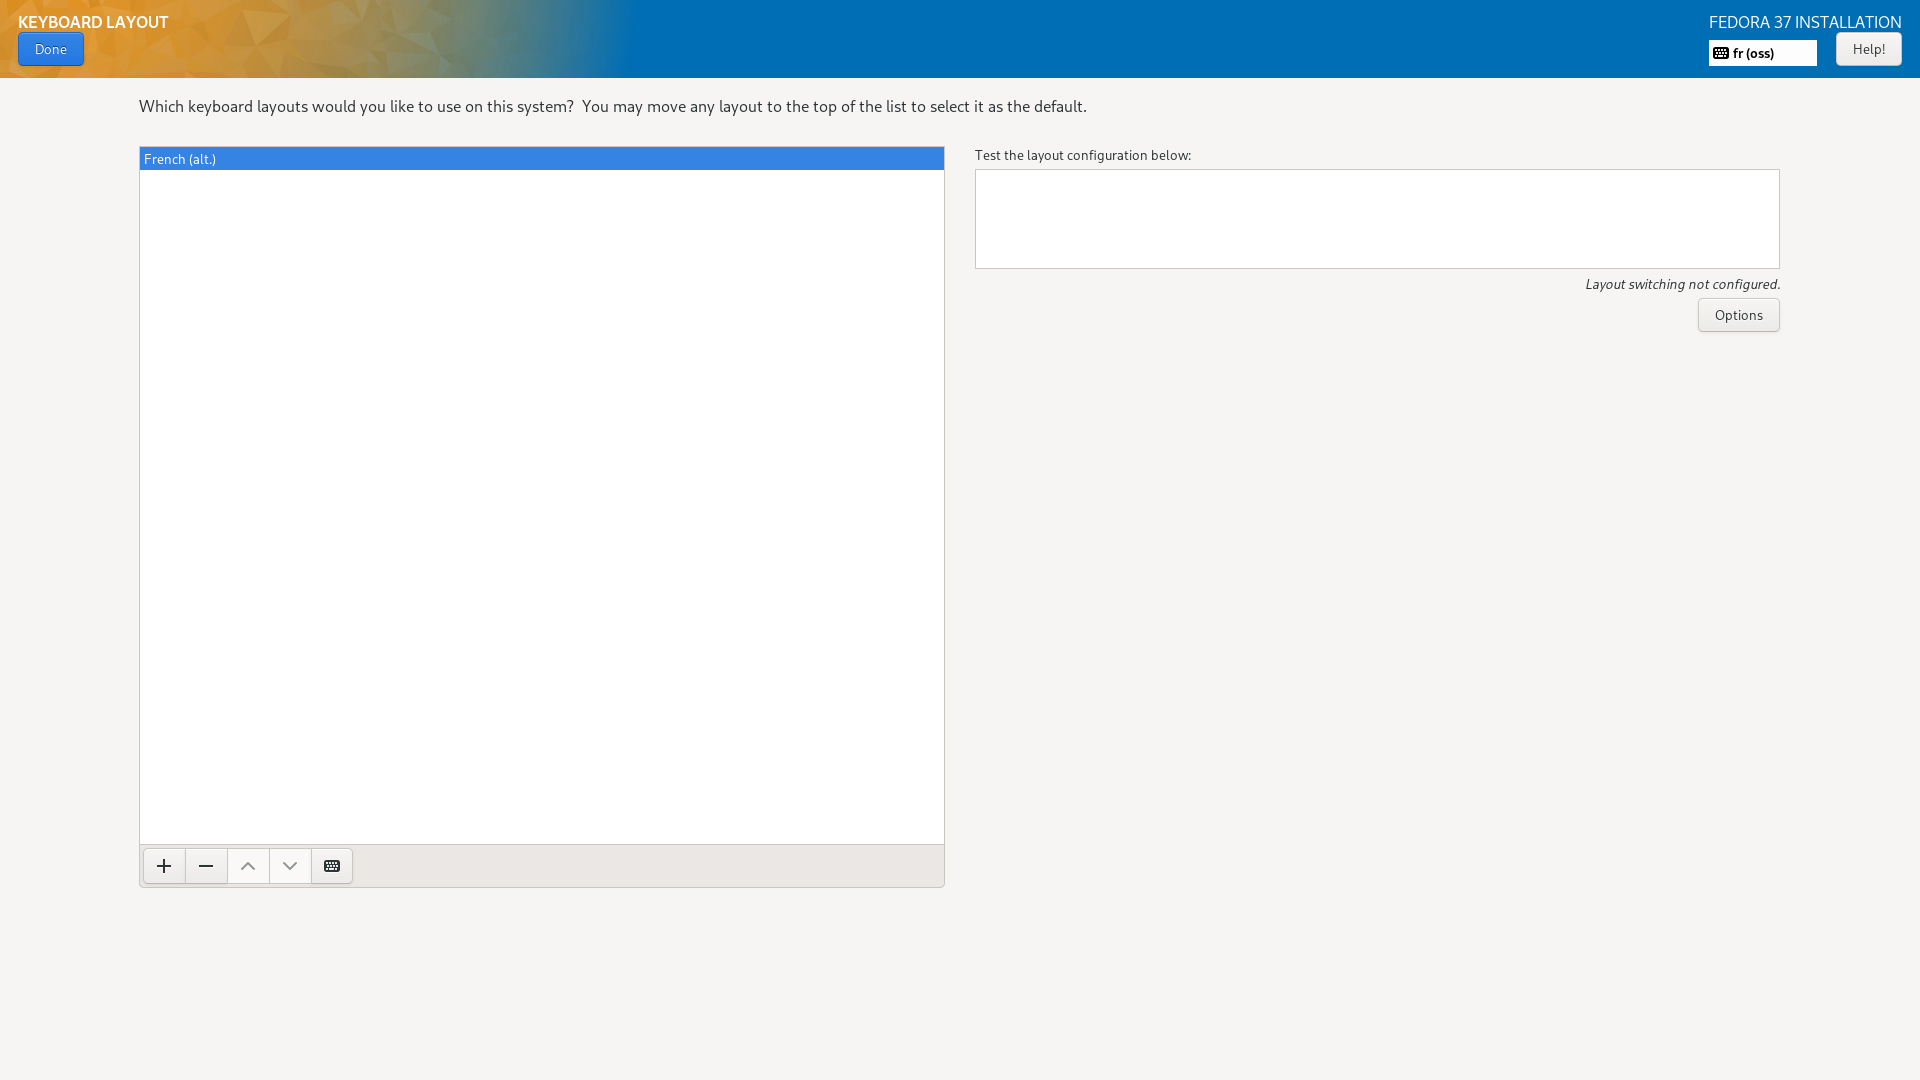 KEYBOARD LAYOUT
Done
FEDORA 37 INSTALLATION
fr (oss)
Help!
Which keyboard layouts would you like to use on this system?  You may move any layout to the top of the list to select it as the default.
French (alt.)
Test the layout configuration below:
Layout switching not configured.
Options